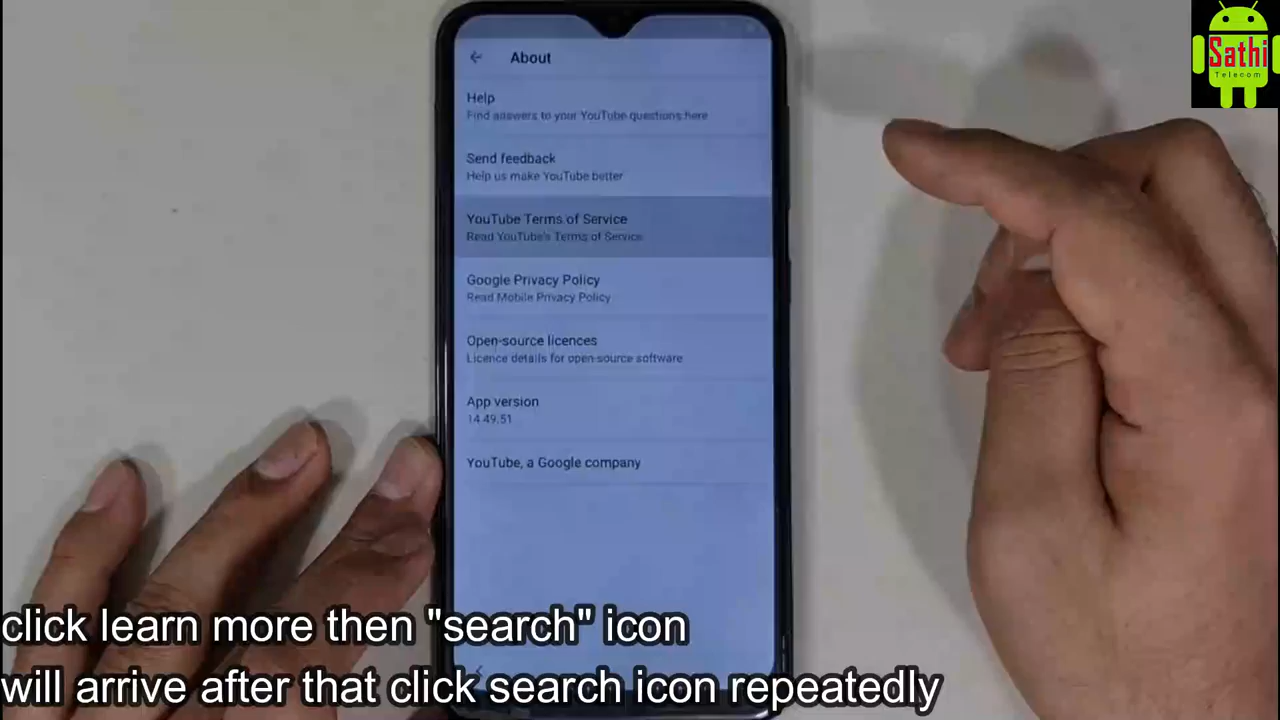 Sathi
Telecom
About
Help
Find answers to your YouTube questions here
Send feedback
Help us make YouTube better
YouTube Terms of Service
Read YouTube's Terms of Service
Google Privacy Policy
Read Mobile Privacy Policy
Open-source licences
Licence details for open-source software
App version
14.49.51
YouTube, a Google company
click learn more then "search" icon
will arrive after that click search icon repeatedly